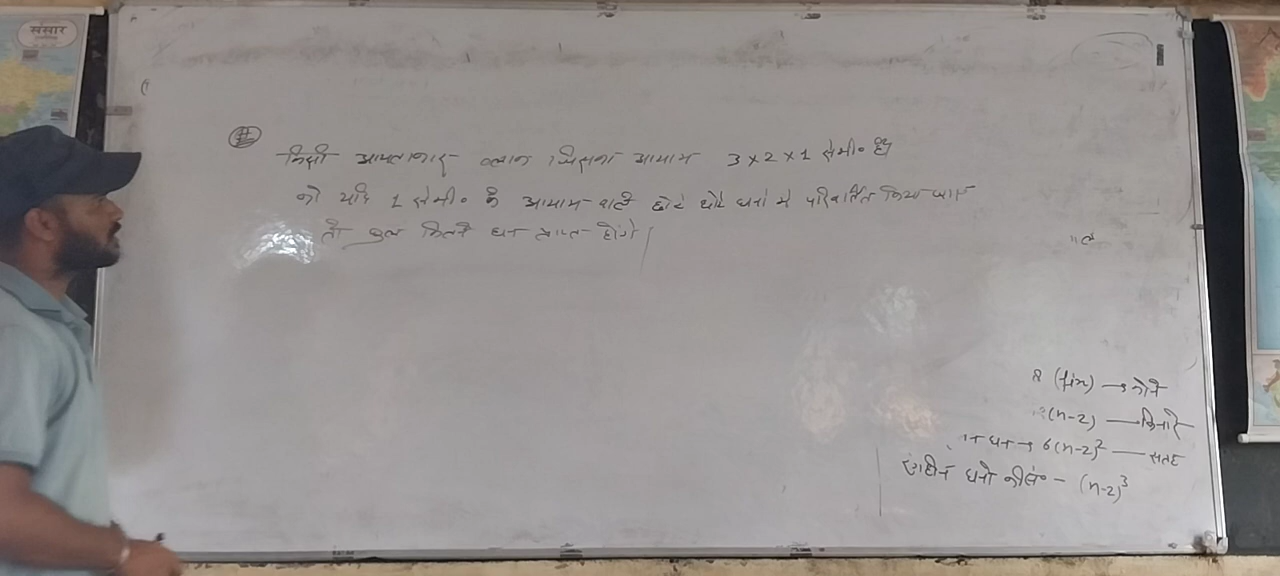 संसार
किसी आयताकार ब्लाक जिसका आयाम 3 x 2 x 1 सेमी० है
को यदि 1 सेमी० के आयाम वाले छोटे छोटे घनों में परिवर्तित किया जाए
तो कुल कितने घन प्राप्त होंगे
8 (fix) → कोने
(n-2) — किनारे
घन → 6(n-2)² — सतह
घनों की सं० - (n-2)³